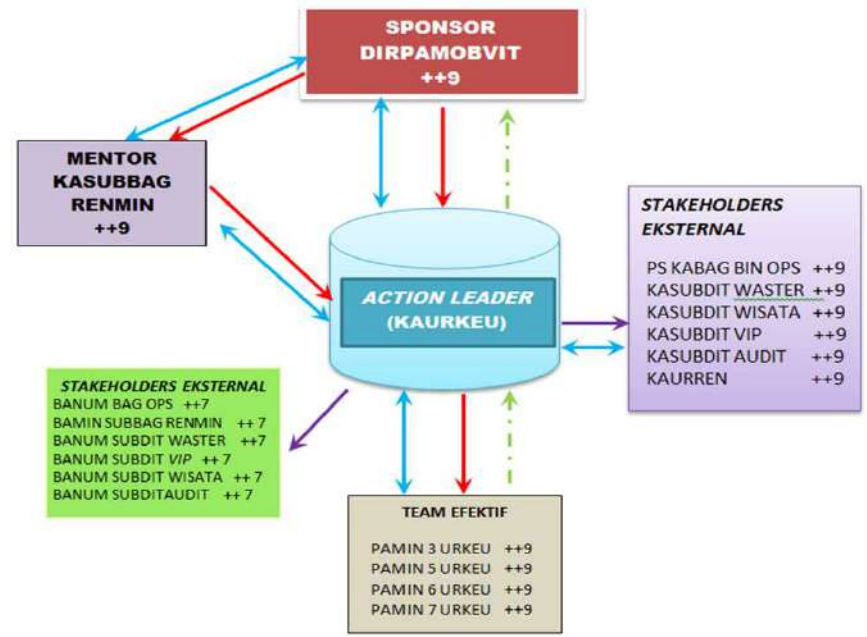 SPONSOR
DIRPAMOBVIT
++9
MENTOR
KASUBBAG
RENMIN
++9
STAKEHOLDERS
EKSTERNAL
PS KABAG BIN OPS ++9
KASUBDIT WASTER ++9
KASUBDIT WISATA ++9
KASUBDIT VIP ++9
KASUBDIT AUDIT ++9
KAURREN ++9
ACTION LEADER
(KAURKEU)
STAKEHOLDERS EKSTERNAL
BANUM BAG OPS ++7
BAMIN SUBBAG RENMIN ++ 7
BANUM SUBDIT WASTER ++7
BANUM SUBDIT VIP ++ 7
BANUM SUBDIT WISATA ++ 7
BANUM SUBDITAUDIT ++ 7
TEAM EFEKTIF
PAMIN 3 URKEU ++9
PAMIN 5 URKEU ++9
PAMIN 6 URKEU ++9
PAMIN 7 URKEU ++9